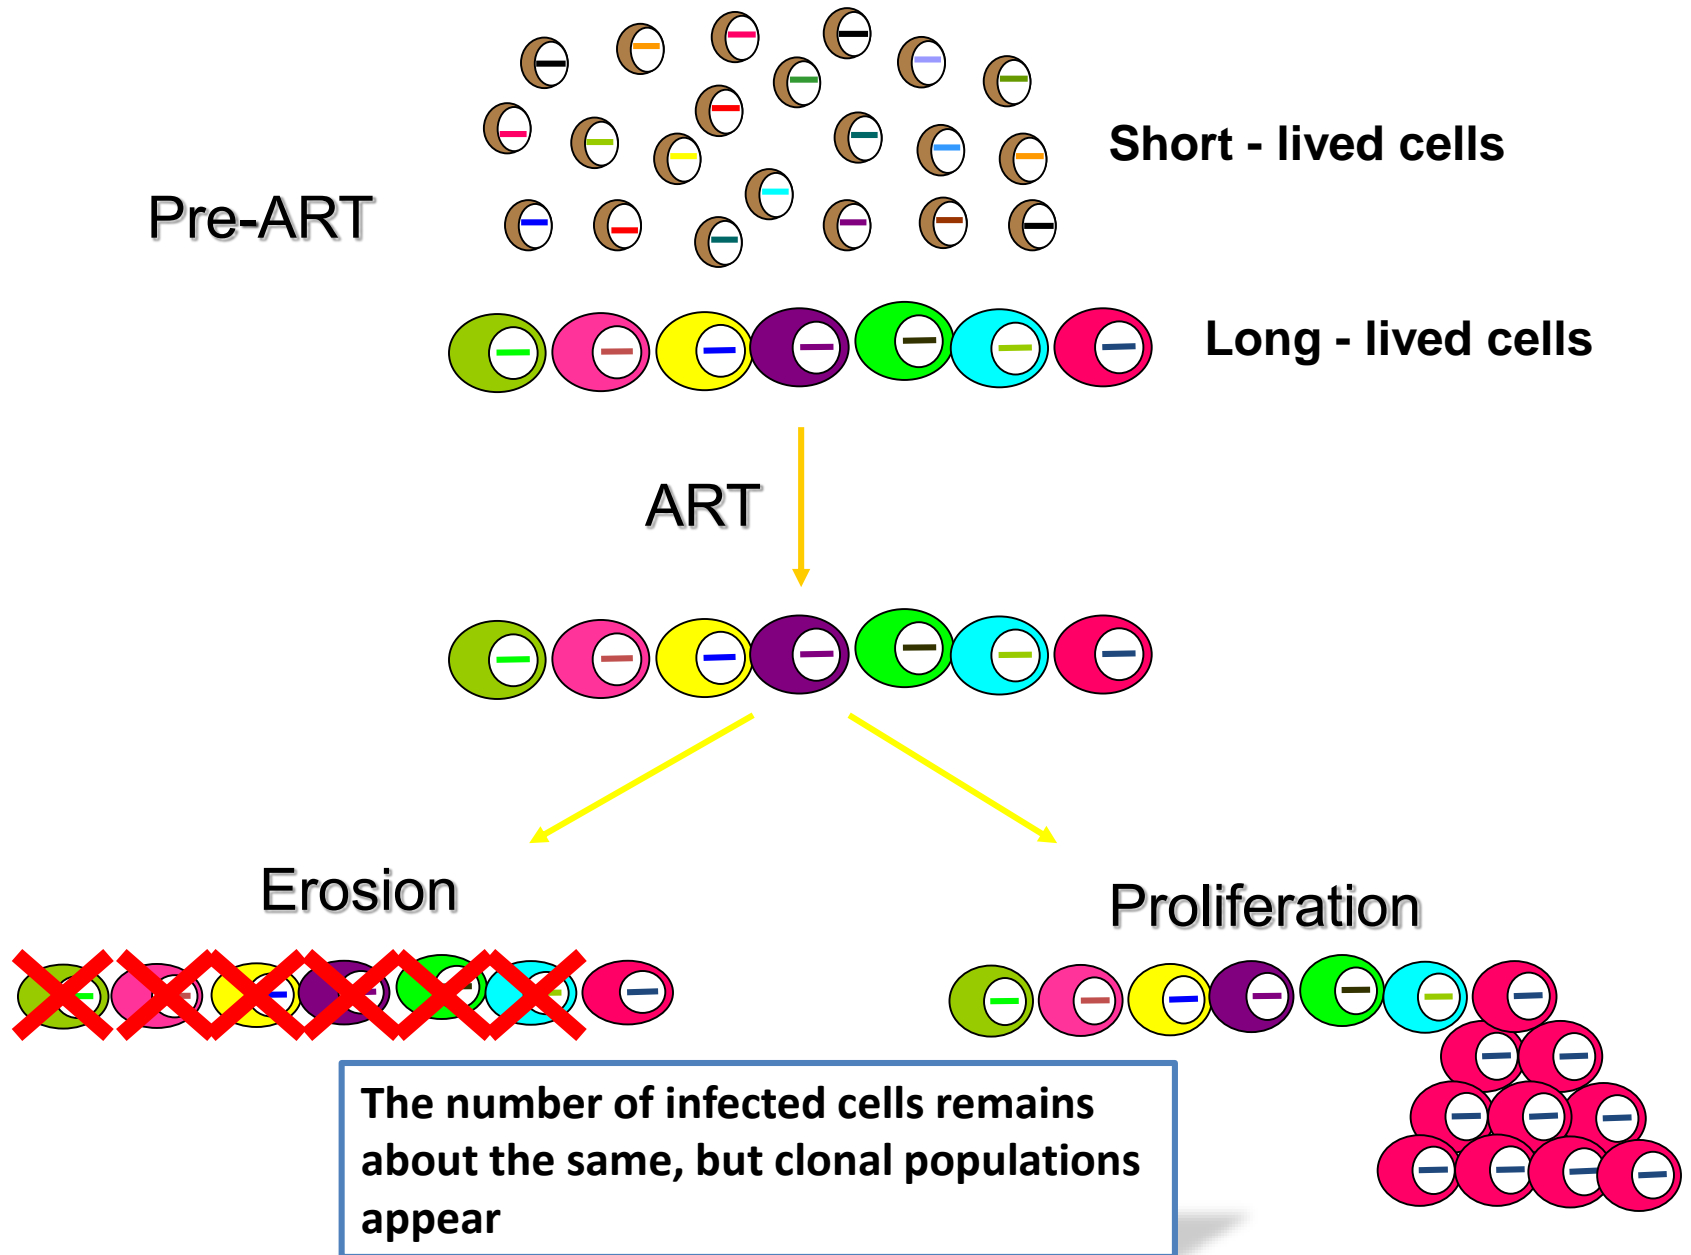 Short - lived cells
Pre-ART
Long - lived cells
ART
Erosion
Proliferation
The number of infected cells remains
about the same, but clonal populations
appear